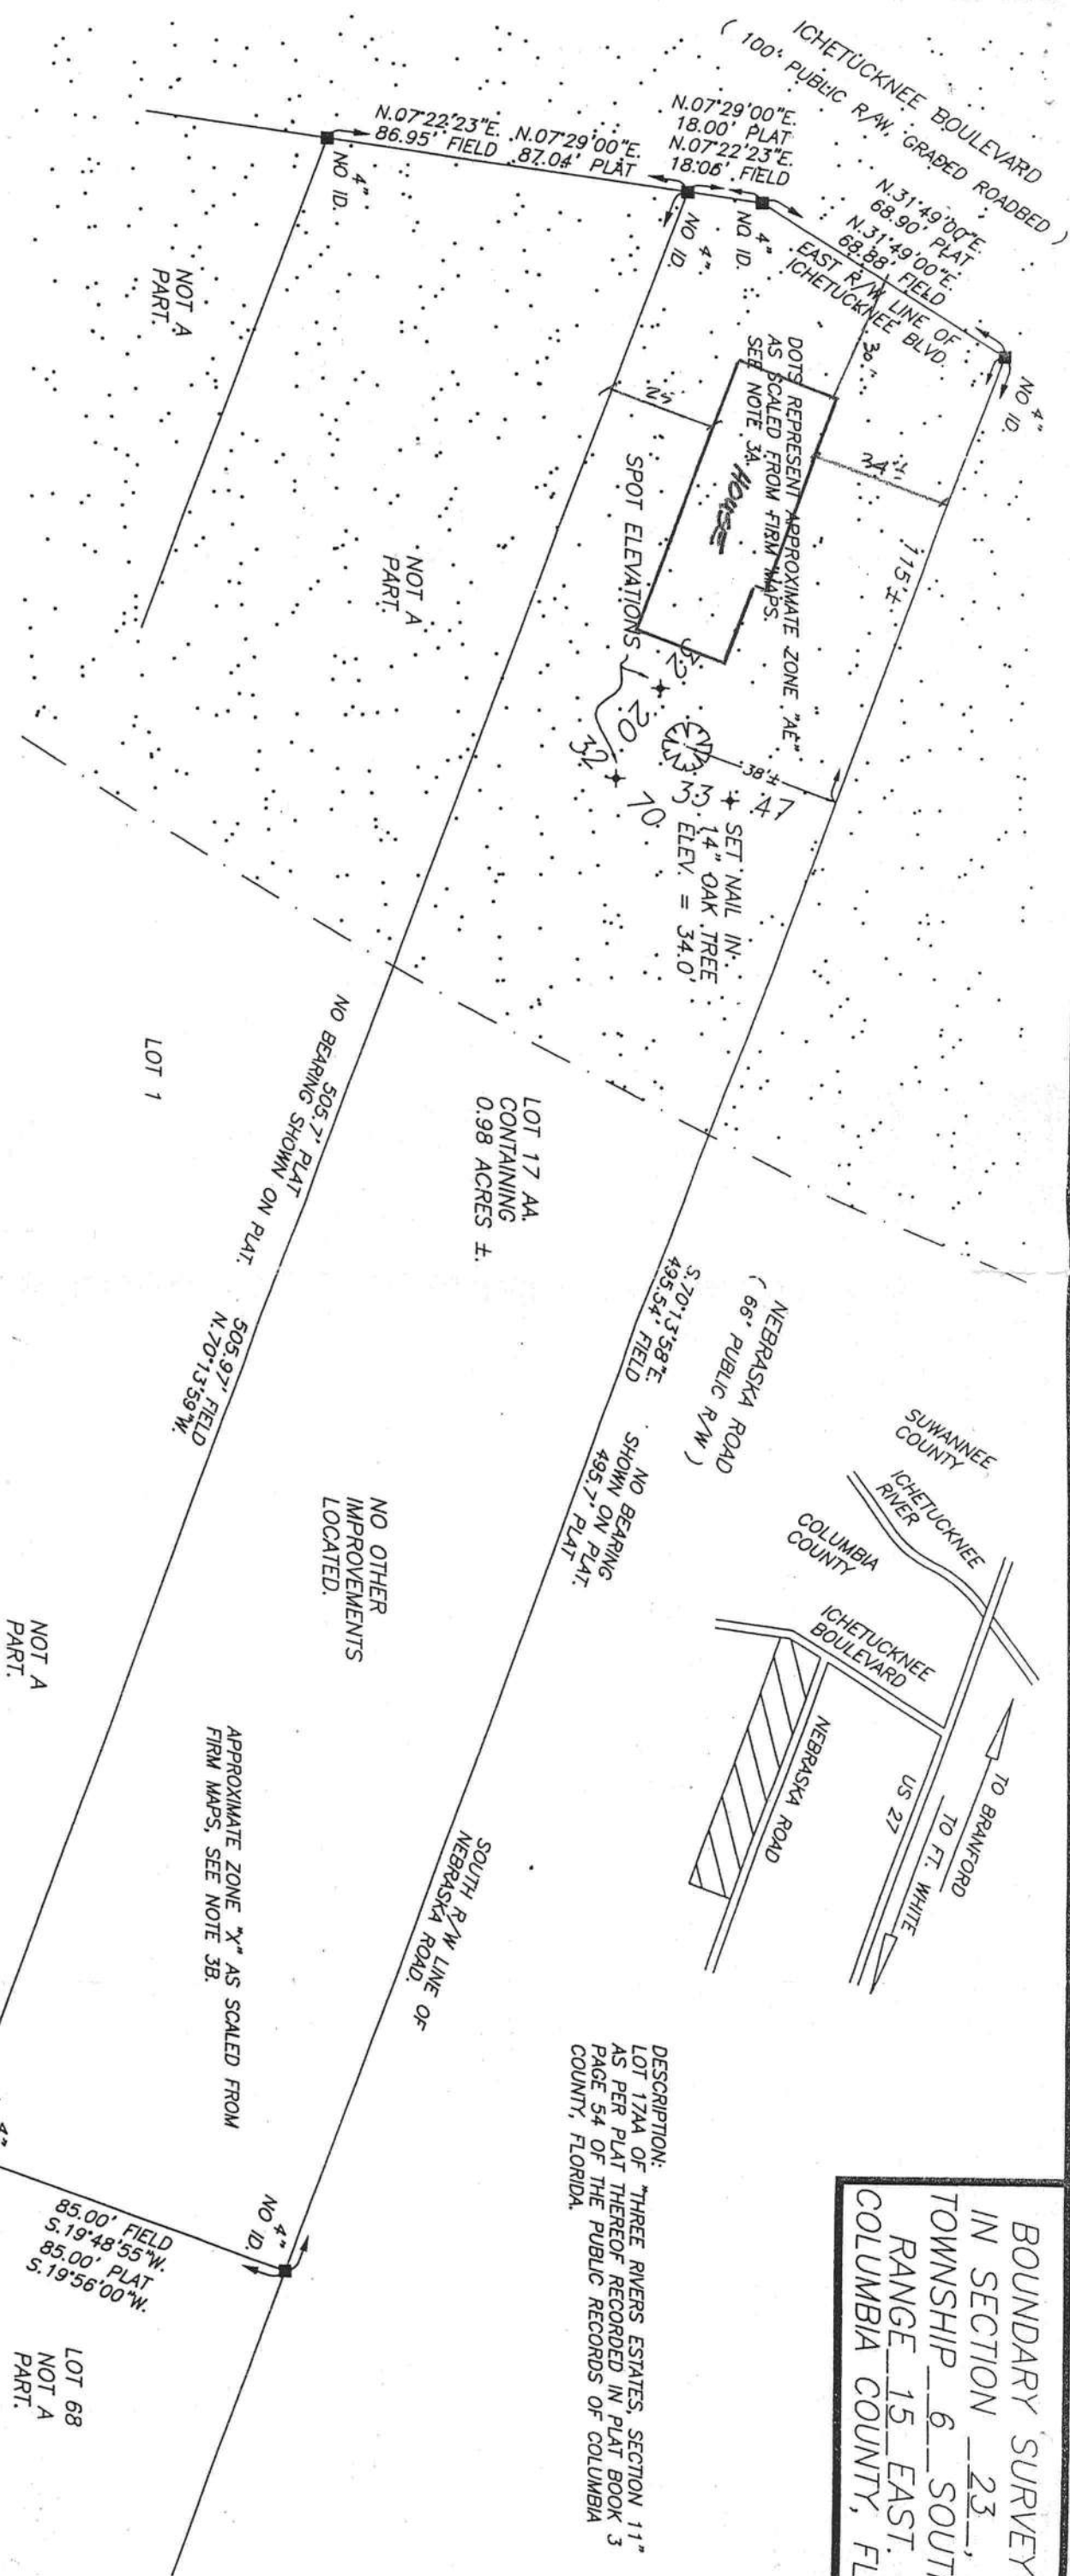 BOUNDARY SURVEY
IN SECTION 23,
TOWNSHIP 6 SOUT
RANGE 15 EAST.
COLUMBIA COUNTY, FL
ICHETUCKNEE BOULEVARD
( 100' PUBLIC R/W, GRADED ROADBED )
N.07°22'23"E.
86.95' FIELD
N.07°29'00"E.
87.04' PLAT
N.07°29'00"E.
18.00' PLAT
N.07°22'23"E.
18.06' FIELD
N.31°49'00"E.
68.90' PLAT
N.31°49'00"E.
68.88' FIELD
EAST R/W LINE OF
ICHETUCKNEE BLVD.
4"
NO ID.
4"
NO ID.
4"
NO ID.
4"
NO ID.
NOT A
PART.
NOT A
PART.
DOTS REPRESENT APPROXIMATE ZONE "AE"
AS SCALED FROM FIRM MAPS.
SEE NOTE 3A.
HOUSE
115'±
38'±
SPOT ELEVATIONS
32.20
32.70
33.47
SET NAIL IN
14" OAK TREE
ELEV. = 34.0'
LOT 1
LOT 17 AA.
CONTAINING
0.98 ACRES ±.
505.7' PLAT
NO BEARING SHOWN ON PLAT.
505.97' FIELD
N.70°13'59"W.
NEBRASKA ROAD
( 66' PUBLIC R/W )
S.70°13'58"E.
495.54' FIELD
NO BEARING
SHOWN ON PLAT.
495.7' PLAT.
NO OTHER
IMPROVEMENTS
LOCATED.
NOT A
PART.
APPROXIMATE ZONE "X" AS SCALED FROM
FIRM MAPS, SEE NOTE 3B.
SOUTH R/W LINE OF
NEBRASKA ROAD.
SUWANNEE
COUNTY
ICHETUCKNEE
RIVER
COLUMBIA
COUNTY
ICHETUCKNEE
BOULEVARD
NEBRASKA ROAD
US 27
TO BRANFORD
TO FT. WHITE
DESCRIPTION:
LOT 17AA OF "THREE RIVERS ESTATES, SECTION 11"
AS PER PLAT THEREOF RECORDED IN PLAT BOOK 3
PAGE 54 OF THE PUBLIC RECORDS OF COLUMBIA
COUNTY, FLORIDA.
4"
NO ID.
4"
85.00' FIELD
S.19°48'55"W.
85.00' PLAT
S.19°56'00"W.
LOT 68
NOT A
PART.